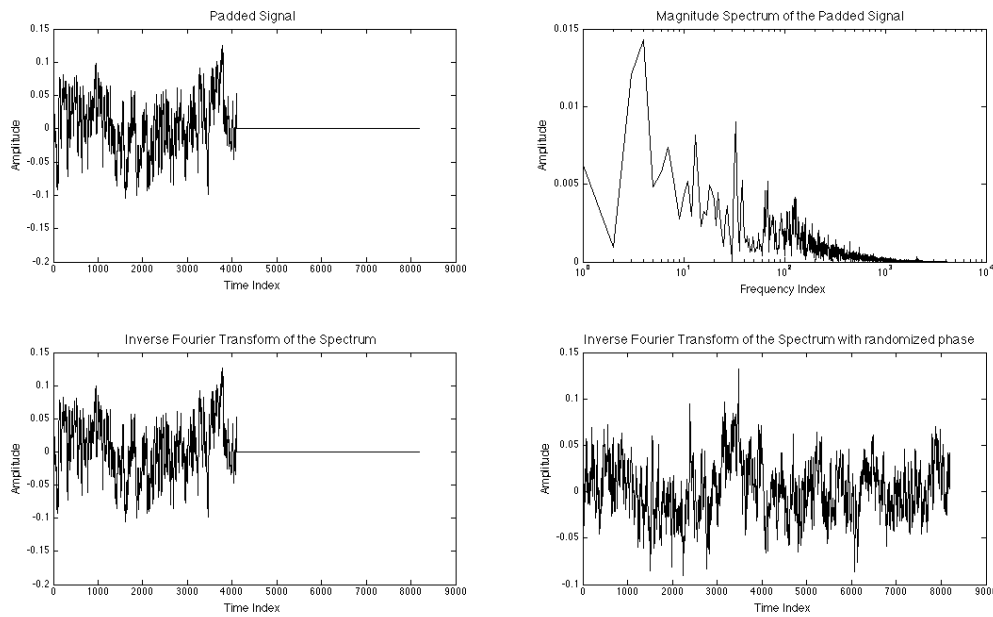 Padded Signal
0.15
0.1
0.05
0
-0.05
-0.1
-0.15
-0.2
Amplitude
0 1000 2000 3000 4000 5000 6000 7000 8000 9000
Time Index
Magnitude Spectrum of the Padded Signal
0.015
0.01
0.005
0
Amplitude
10^0 10^1 10^2 10^3 10^4
Frequency Index
Inverse Fourier Transform of the Spectrum
0.15
0.1
0.05
0
-0.05
-0.1
-0.15
-0.2
Amplitude
0 1000 2000 3000 4000 5000 6000 7000 8000 9000
Time Index
Inverse Fourier Transform of the Spectrum with randomized phase
0.15
0.1
0.05
0
-0.05
-0.1
Amplitude
0 1000 2000 3000 4000 5000 6000 7000 8000 9000
Time Index